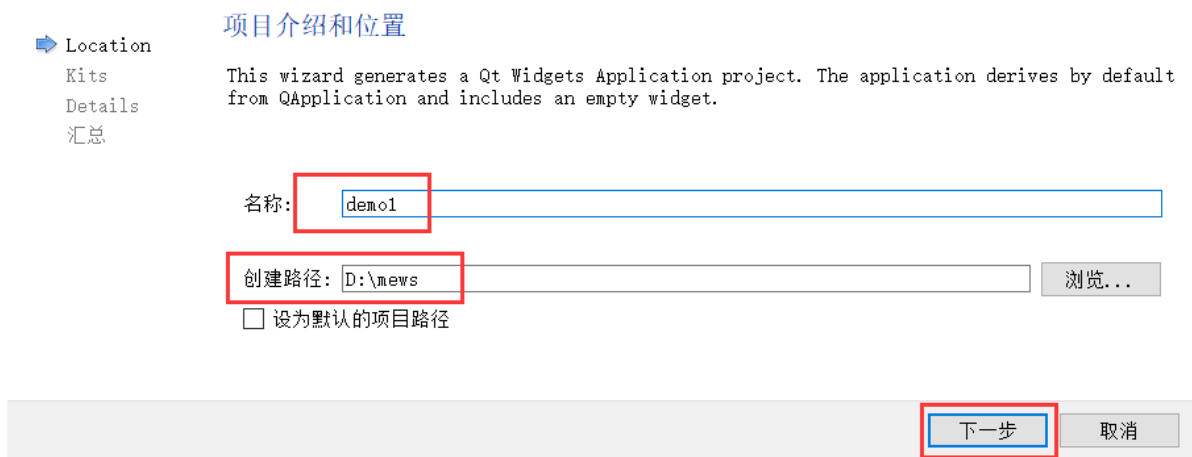 项目介绍和位置
Location
Kits
Details
汇总
This wizard generates a Qt Widgets Application project. The application derives by default
from QApplication and includes an empty widget.
名称: demo1
创建路径: D:\mews 浏览...
设为默认的项目路径
下一步 取消